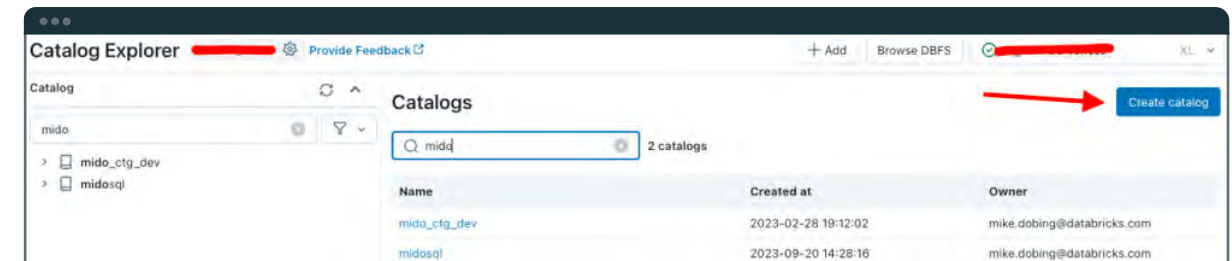 Catalog Explorer Provide Feedback + Add Browse DBFS XL
Catalog
Catalogs
Create catalog
mido
mido 2 catalogs
mido_ctg_dev
midosql
Name Created at Owner
mido_ctg_dev 2023-02-28 19:12:02 mike.dobing@databricks.com
midosql 2023-09-20 14:28:16 mike.dobing@databricks.com